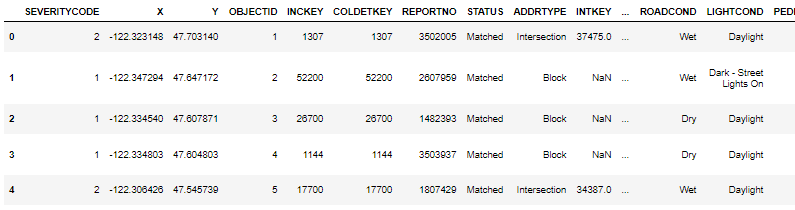 SEVERITYCODE X Y OBJECTID INCKEY COLDETKEY REPORTNO STATUS ADDRTYPE INTKEY ... ROADCOND LIGHTCOND
0 2 -122.323148 47.703140 1 1307 1307 3502005 Matched Intersection 37475.0 ... Wet Daylight
1 1 -122.347294 47.647172 2 52200 52200 2607959 Matched Block NaN ... Wet Dark - Street
Lights On
2 1 -122.334540 47.607871 3 26700 26700 1482393 Matched Block NaN ... Dry Daylight
3 1 -122.334803 47.604803 4 1144 1144 3503937 Matched Block NaN ... Dry Daylight
4 2 -122.306426 47.545739 5 17700 17700 1807429 Matched Intersection 34387.0 ... Wet Daylight